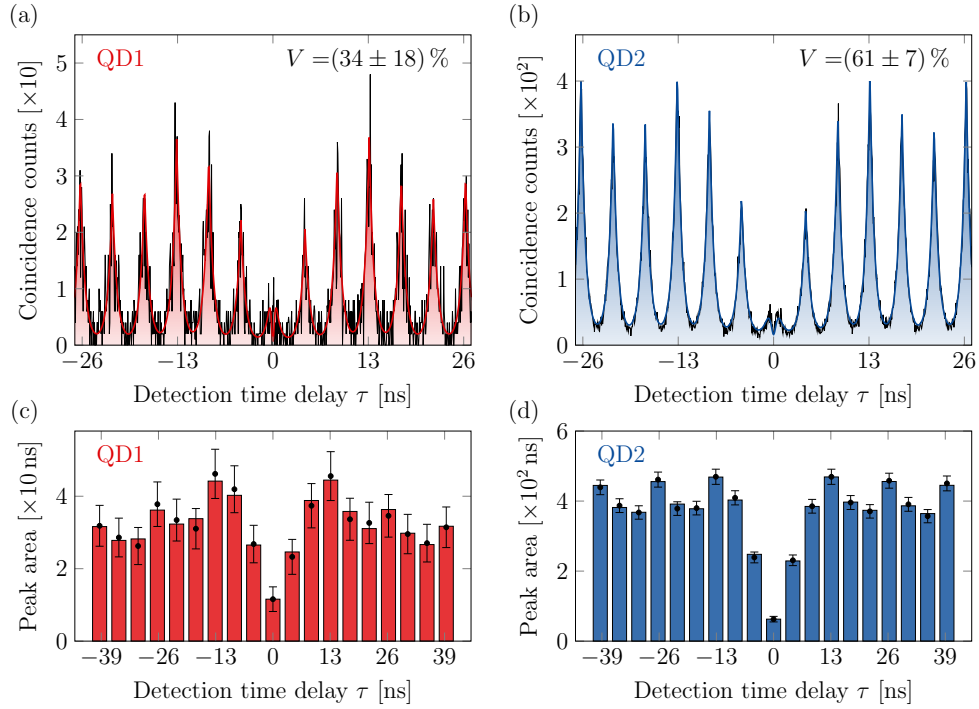 (a)
QD1
V =(34 ± 18) %
Coincidence counts [×10]
5
4
3
2
1
0
−26
−13
0
13
26
Detection time delay τ [ns]
(b)
QD2
V =(61 ± 7) %
Coincidence counts [×10²]
4
3
2
1
0
−26
−13
0
13
26
Detection time delay τ [ns]
(c)
QD1
Peak area [×10 ns]
4
2
0
−39
−26
−13
0
13
26
39
Detection time delay τ [ns]
(d)
QD2
Peak area [×10² ns]
6
4
2
0
−39
−26
−13
0
13
26
39
Detection time delay τ [ns]